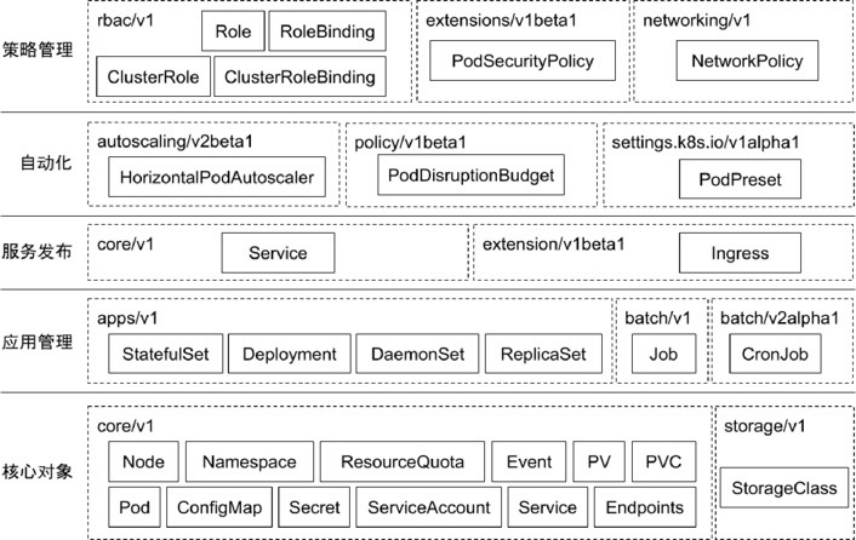 策略管理
rbac/v1
Role
RoleBinding
ClusterRole
ClusterRoleBinding
extensions/v1beta1
PodSecurityPolicy
networking/v1
NetworkPolicy
自动化
autoscaling/v2beta1
HorizontalPodAutoscaler
policy/v1beta1
PodDisruptionBudget
settings.k8s.io/v1alpha1
PodPreset
服务发布
core/v1
Service
extension/v1beta1
Ingress
应用管理
apps/v1
StatefulSet
Deployment
DaemonSet
ReplicaSet
batch/v1
Job
batch/v2alpha1
CronJob
核心对象
core/v1
Node
Namespace
ResourceQuota
Event
PV
PVC
Pod
ConfigMap
Secret
ServiceAccount
Service
Endpoints
storage/v1
StorageClass